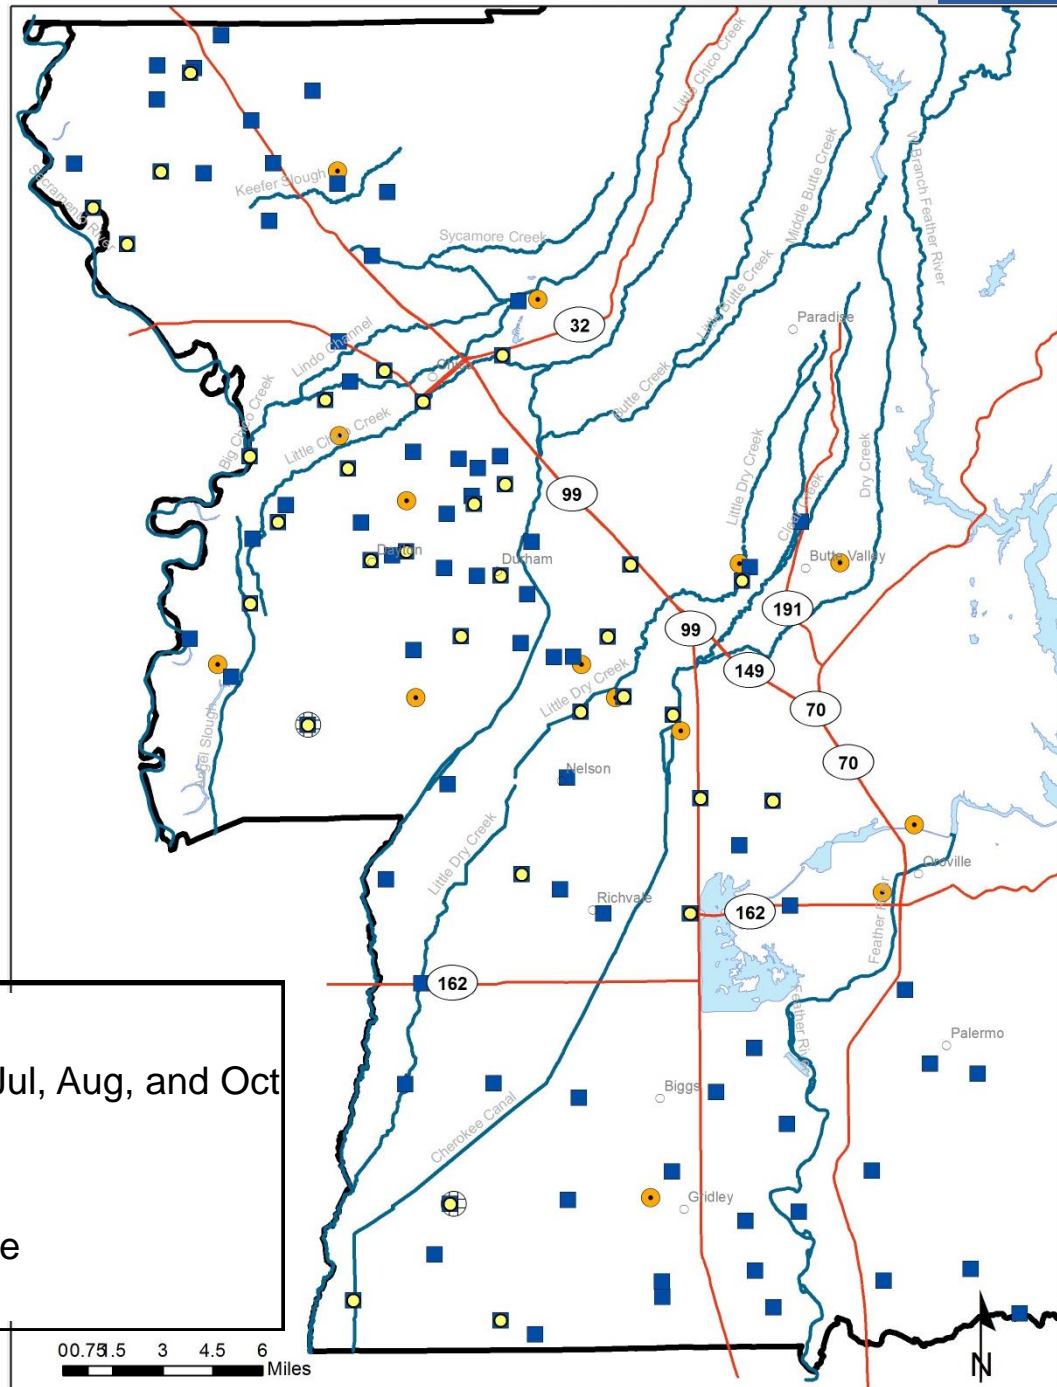 Little Chico Creek
W Branch Feather River
Middle Butte Creek
Keefer Slough
Sacramento River
Sycamore Creek
Little Butte Creek
Paradise
32
Lindo Channel
Butte Creek
Big Chico Creek
Little Chico Creek
Little Dry Creek
Dry Creek
99
Dayton
Durham
Butte Valley
191
99
149
Little Dry Creek
70
Angel Slough
70
Nelson
Little Dry Creek
Oroville
Richvale
162
Feather River
162
Feather River
Palermo
Jul, Aug, and Oct
Biggs
Cherokee Canal
Gridley
e
0 0.75 1.5 3 4.5 6
Miles
N